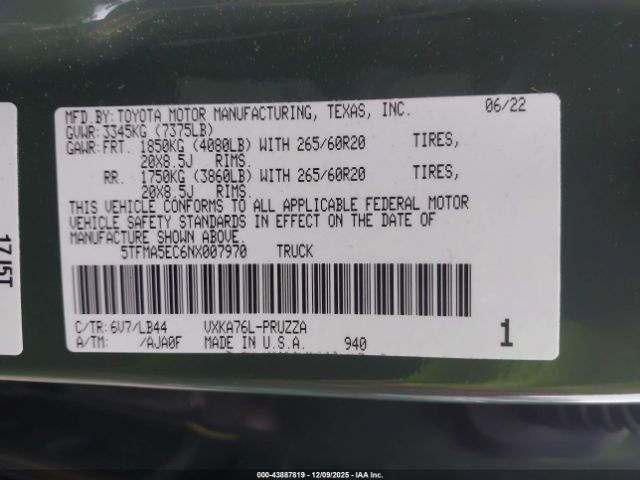 MFD.BY:TOYOTA MOTOR MANUFACTURING, TEXAS, INC. 06/22
GVWR: 3345KG (7375LB)
GAWR: FRT. 1850KG (4080LB) WITH 265/60R20 TIRES,
20X8.5J RIMS.
RR. 1750KG (3860LB) WITH 265/60R20 TIRES,
20X8.5J RIMS.
THIS VEHICLE CONFORMS TO ALL APPLICABLE FEDERAL MOTOR
VEHICLE SAFETY STANDARDS IN EFFECT ON THE DATE OF
MANUFACTURE SHOWN ABOVE.
5TFMA5EC6NX007970 TRUCK
C/TR: 6V7/LB44 VXKA76L-PRUZZA
A/TM: /AJA0F MADE IN U.S.A. 940
1
000-43887819 | 12/09/2025 | IAA Inc.